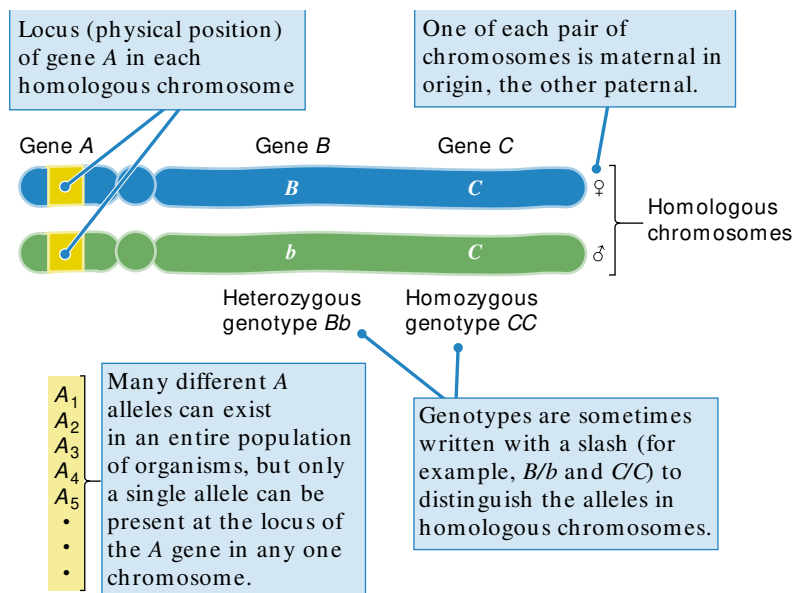 Locus (physical position)
of gene A in each
homologous chromosome
One of each pair of
chromosomes is maternal in
origin, the other paternal.
Gene A
Gene B
Gene C
B
C
♀
b
C
♂
Homologous
chromosomes
Heterozygous
genotype Bb
Homozygous
genotype CC
A1
A2
A3
A4
A5
•
•
•
Many different A
alleles can exist
in an entire population
of organisms, but only
a single allele can be
present at the locus of
the A gene in any one
chromosome.
Genotypes are sometimes
written with a slash (for
example, B/b and C/C) to
distinguish the alleles in
homologous chromosomes.